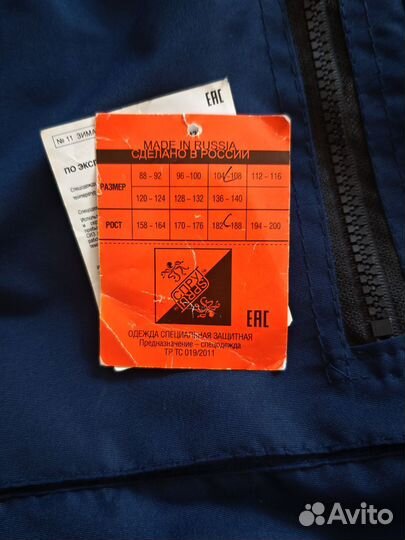 № 11 ЗИМА
EAC
ПО ЭКСП
MADE IN RUSSIA
СДЕЛАНО В РОССИИ
РАЗМЕР 88 - 92 96 -100 104 - 108 112 - 116
120 - 124 128 - 132 136 - 140
РОСТ 158 - 164 170 - 176 182 - 188 194 - 200
EAC
ОДЕЖДА СПЕЦИАЛЬНАЯ ЗАЩИТНАЯ
Предназначение – спецодежда
ТР ТС 019/2011
Avito